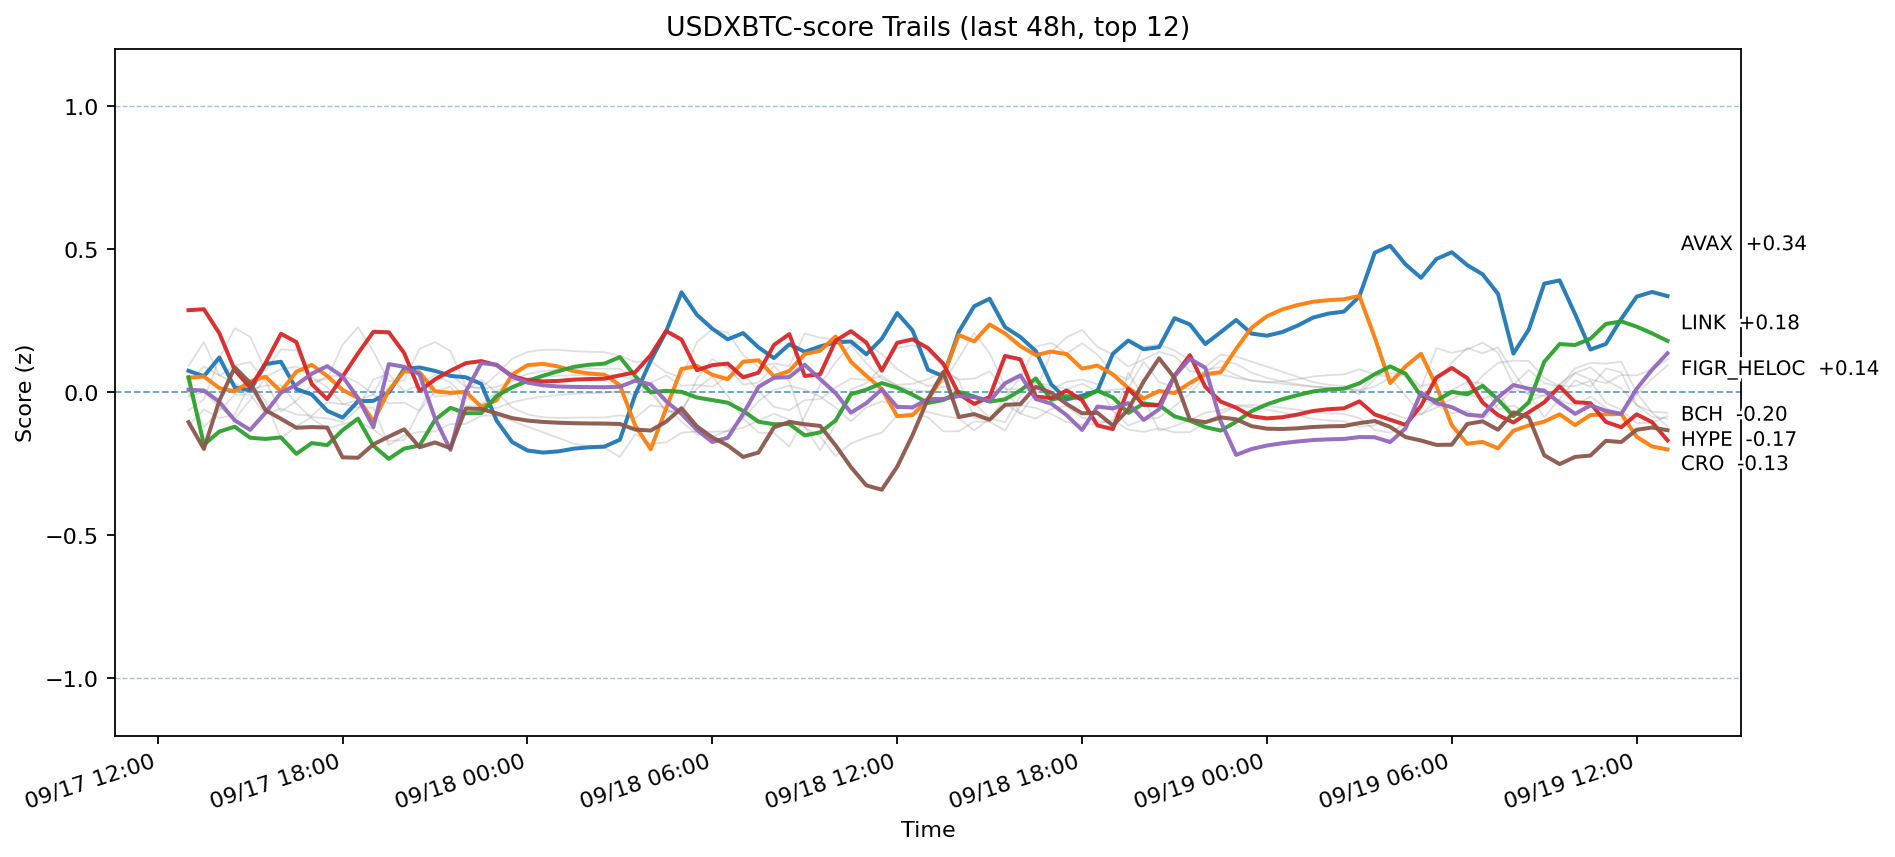 USDXBTC-score Trails (last 48h, top 12)
Score (z)
1.0
0.5
0.0
−0.5
−1.0
AVAX +0.34
LINK +0.18
FIGR_HELOC +0.14
BCH -0.20
HYPE -0.17
CRO -0.13
09/17 12:00
09/17 18:00
09/18 00:00
09/18 06:00
09/18 12:00
09/18 18:00
09/19 00:00
09/19 06:00
09/19 12:00
Time